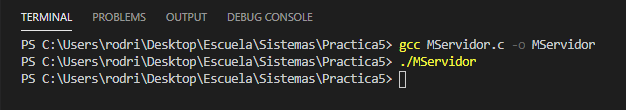 TERMINAL PROBLEMS OUTPUT DEBUG CONSOLE
PS C:\Users\rodri\Desktop\Escuela\Sistemas\Practica5> gcc MServidor.c -o MServidor
PS C:\Users\rodri\Desktop\Escuela\Sistemas\Practica5> ./MServidor
PS C:\Users\rodri\Desktop\Escuela\Sistemas\Practica5>